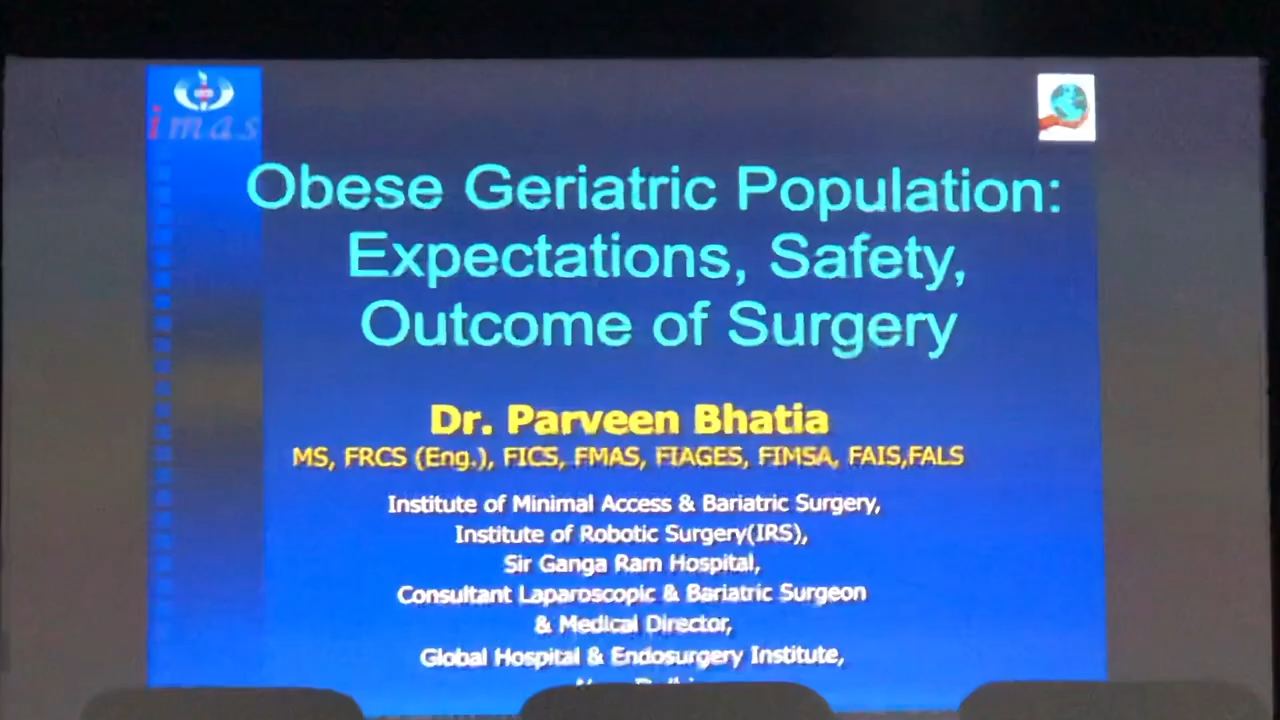 imas
Obese Geriatric Population:
Expectations, Safety,
Outcome of Surgery
Dr. Parveen Bhatia
MS, FRCS (Eng.), FICS, FMAS, FIAGES, FIMSA, FAIS,FALS
Institute of Minimal Access & Bariatric Surgery,
Institute of Robotic Surgery(IRS),
Sir Ganga Ram Hospital,
Consultant Laparoscopic & Bariatric Surgeon
& Medical Director,
Global Hospital & Endosurgery Institute,